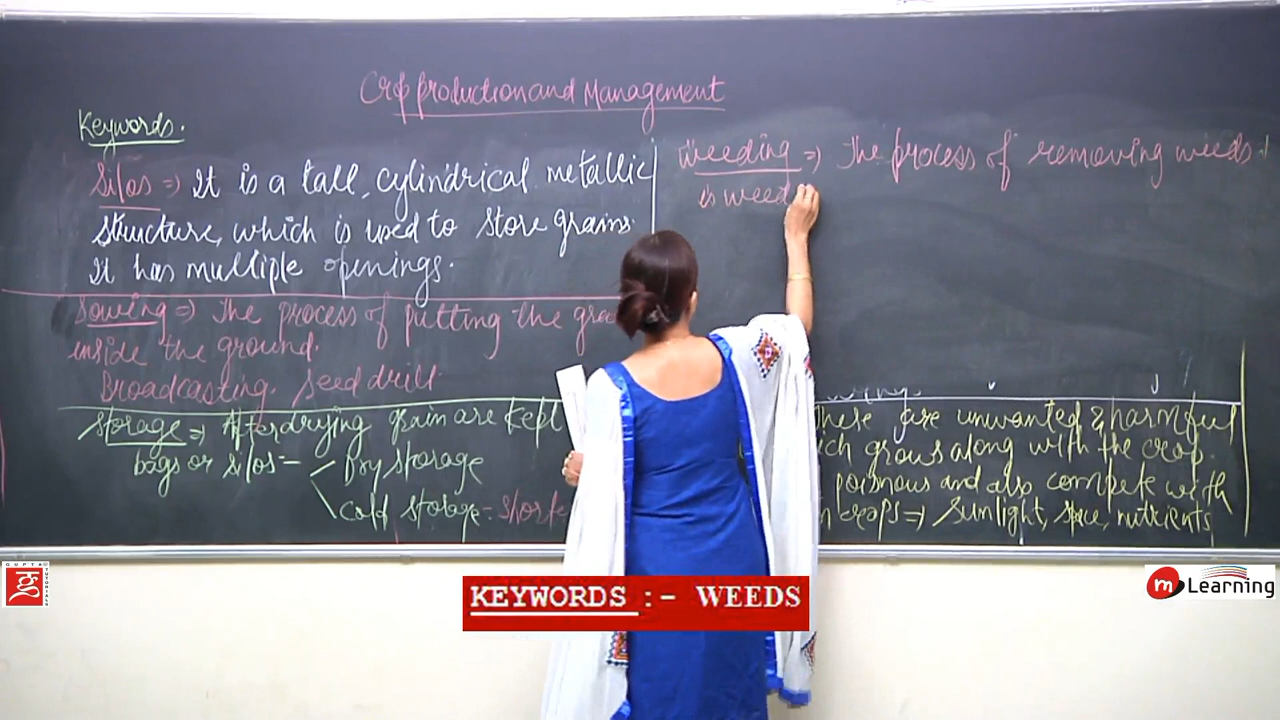 Crop production and Management
Keywords.
Silos => It is a tall, cylindrical metallic
structure, which is used to store grains.
It has multiple openings.
Sowing => The process of putting the
inside the ground.
Broadcasting. Seed drill
Storage => After drying grain are kept
bags or silos - Dry storage
Cold storage -
Weeding => The process of removing weeds
is weed
These are unwanted & harmful
grows along with the crop.
poisnous and also compete with
crops => Sunlight, space, nutrients
KEYWORDS :- WEEDS
GUPTA TUTORIALS
m Learning